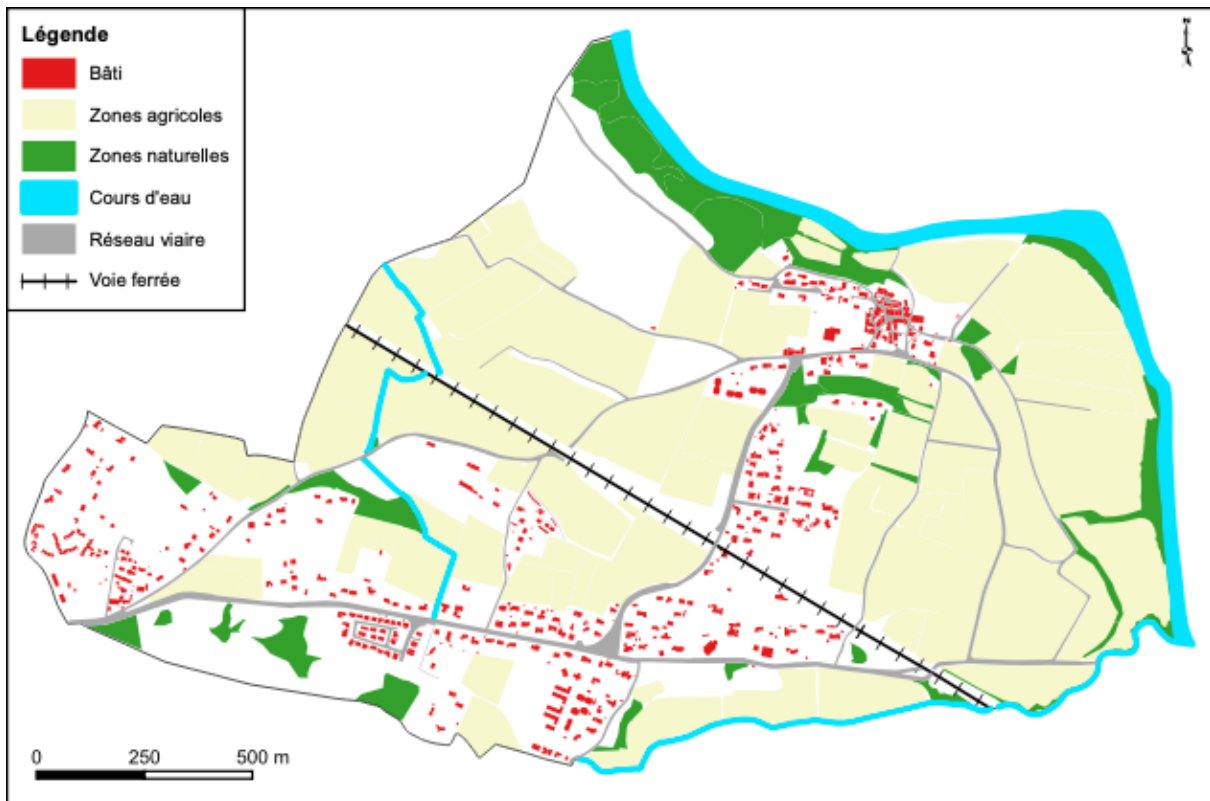 Légende
Bâti
Zones agricoles
Zones naturelles
Cours d'eau
Réseau viaire
Voie ferrée
N
0 250 500 m